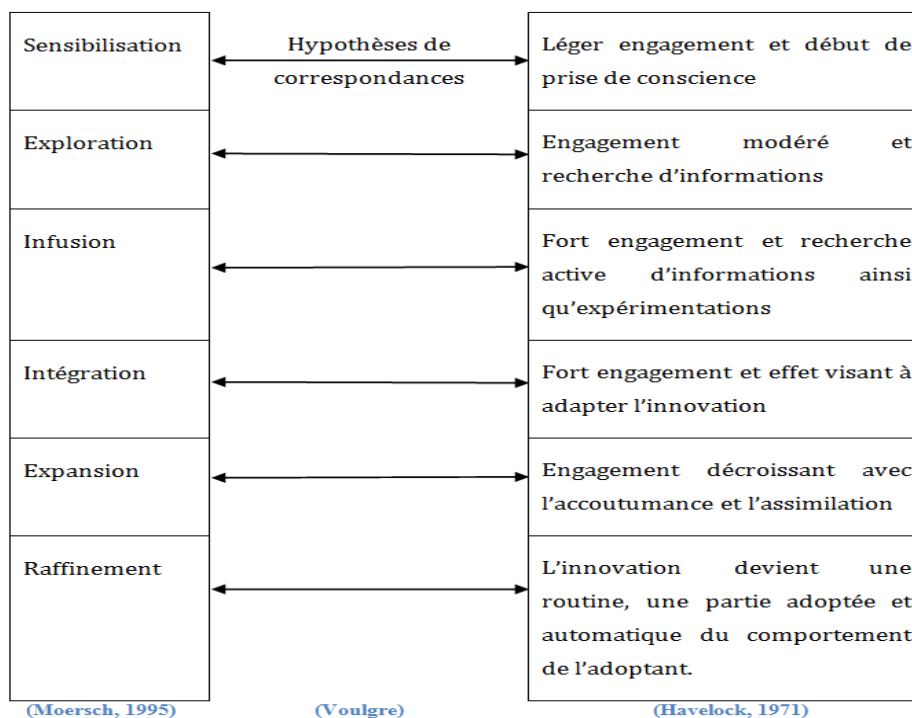 Sensibilisation
Hypothèses de
correspondances
Léger engagement et début de
prise de conscience
Exploration
Engagement modéré et
recherche d'informations
Infusion
Fort engagement et recherche
active d'informations ainsi
qu'expérimentations
Intégration
Fort engagement et effet visant à
adapter l'innovation
Expansion
Engagement décroissant avec
l'accoutumance et l'assimilation
Raffinement
L'innovation devient une
routine, une partie adoptée et
automatique du comportement
de l'adoptant.
(Moersch, 1995)
(Voulgre)
(Havelock, 1971)